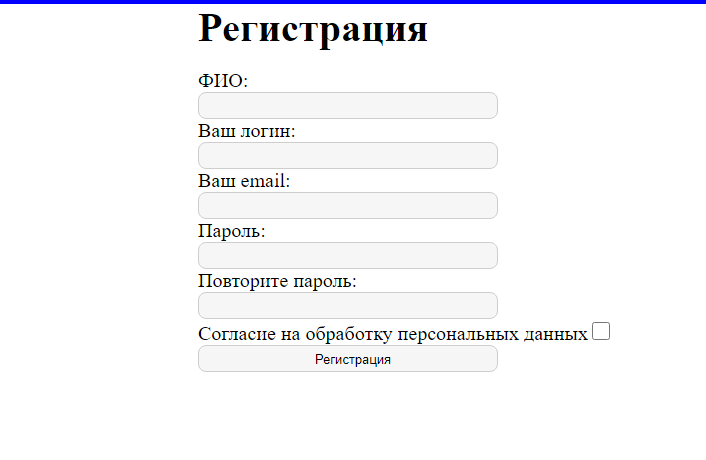 Регистрация
ФИО:
Ваш логин:
Ваш email:
Пароль:
Повторите пароль:
Согласие на обработку персональных данных
Регистрация